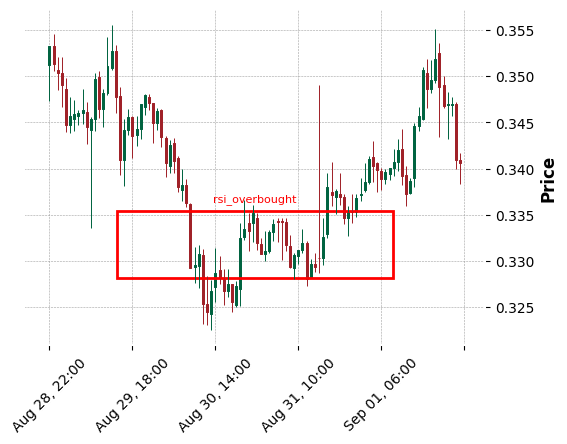 0.355
0.350
0.345
0.340
rsi_overbought
0.335
0.330
0.325
Price
Aug 28, 22:00
Aug 29, 18:00
Aug 30, 14:00
Aug 31, 10:00
Sep 01, 06:00